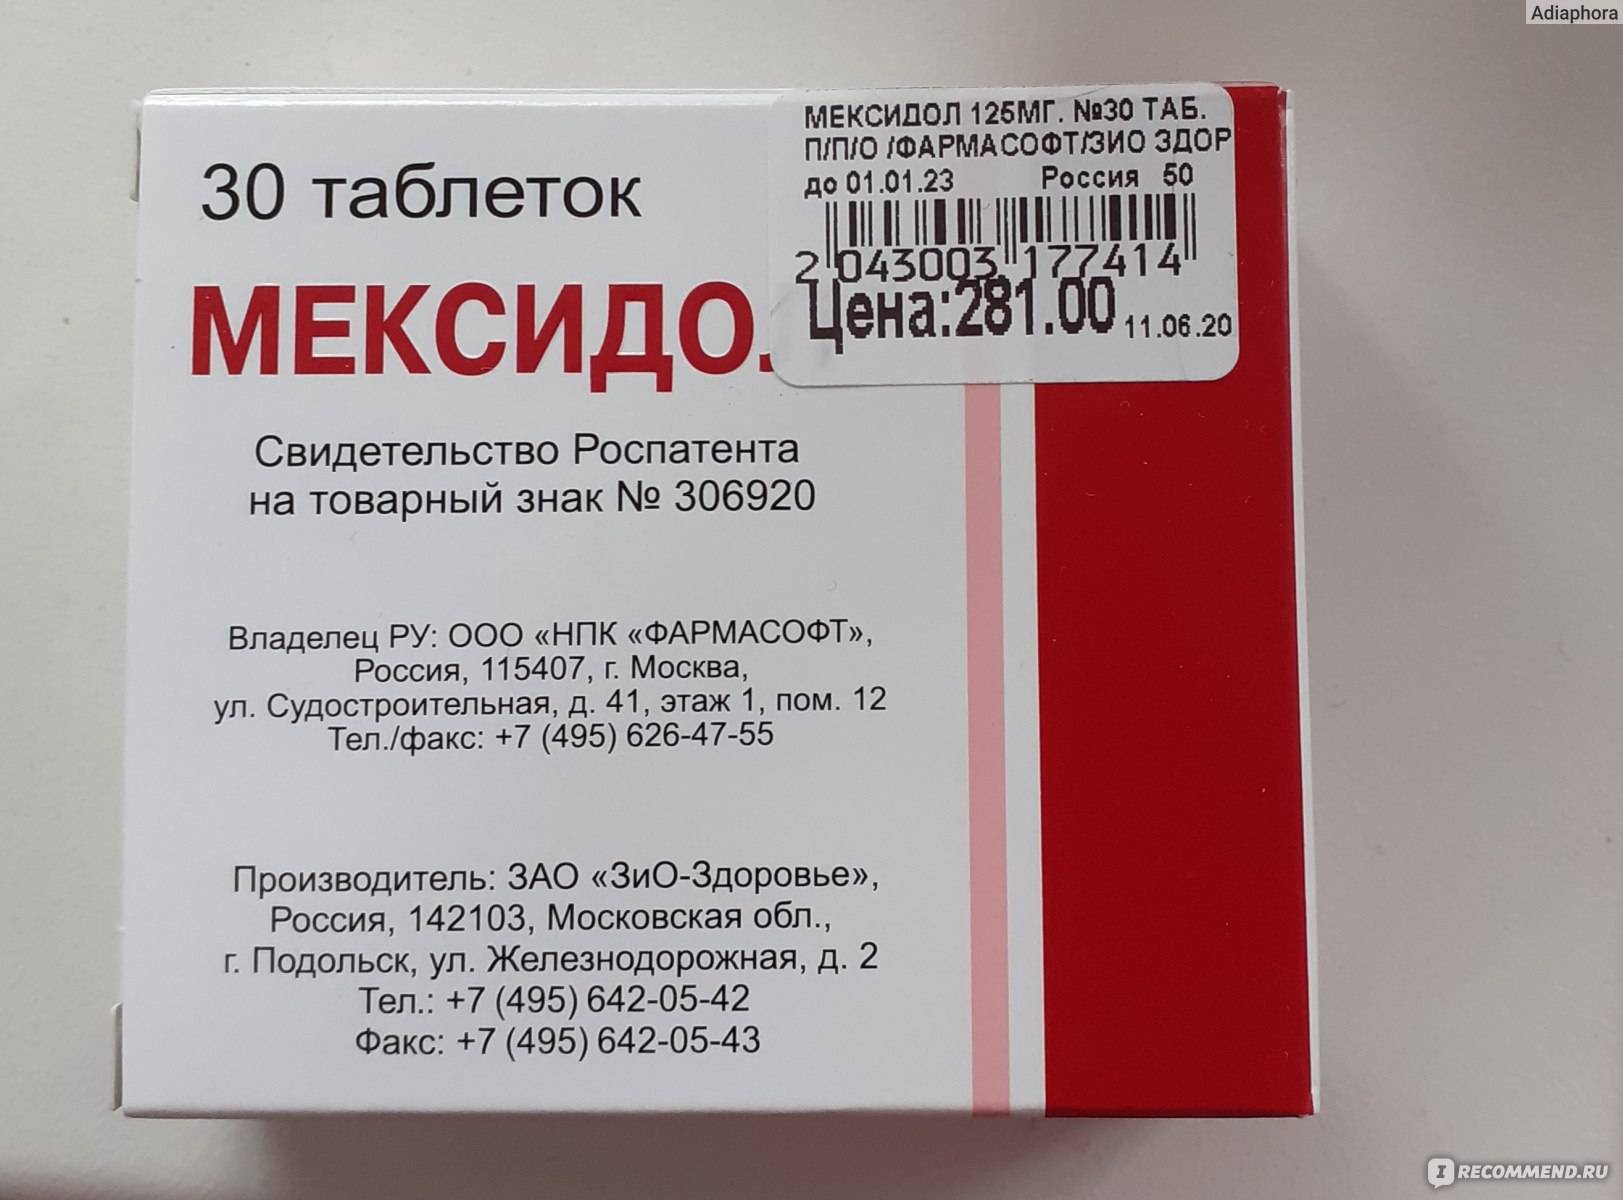 Adiaphora
МЕКСИДОЛ 125МГ. №30 ТАБ.
П/П/О /ФАРМАСОФТ/ЗИО ЗДОР
до 01.01.23 Россия 50
2 043003 177414
Цена:281.00 11.06.20
30 таблеток
МЕКСИДОЛ
Свидетельство Роспатента
на товарный знак № 306920
Владелец РУ: ООО «НПК «ФАРМАСОФТ»,
Россия, 115407, г. Москва,
ул. Судостроительная, д. 41, этаж 1, пом. 12
Тел./факс: +7 (495) 626-47-55
Производитель: ЗАО «ЗиО-Здоровье»,
Россия, 142103, Московская обл.,
г. Подольск, ул. Железнодорожная, д. 2
Тел.: +7 (495) 642-05-42
Факс: +7 (495) 642-05-43
IRECOMMEND.RU